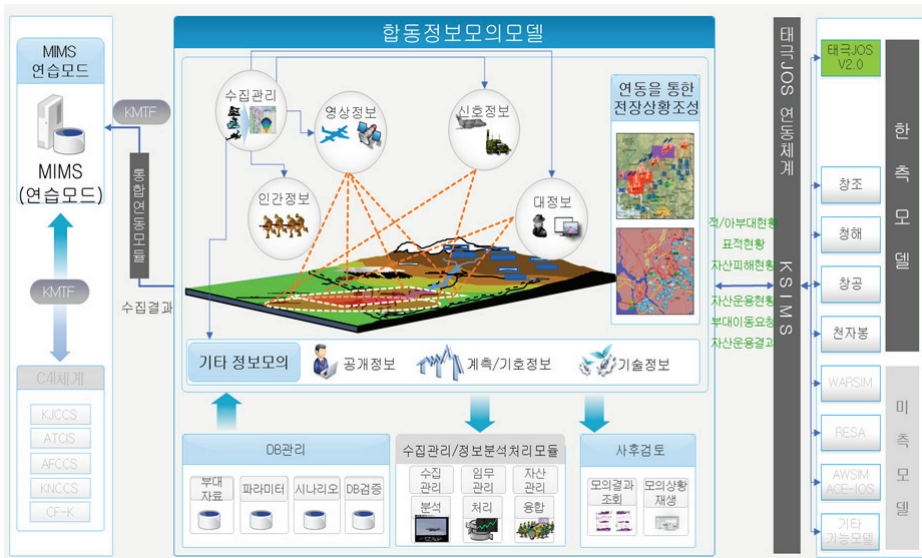 MIMS
연습모드
MIMS
(연습모드)
KMTF
C4I체계
KJCCS
ATCIS
AFCCS
KNCCS
CF-K
KMTF
통합연동모듈
수집결과
합동정보모의모델
수집관리
영상정보
신호정보
인간정보
대정보
연동을 통한
전장상황조성
기타 정보모의
공개정보
계측/기호정보
기술정보
DB관리
부대
자료
파라미터
시나리오
DB검증
수집관리/정보분석처리모듈
수집
관리
임무
관리
자산
관리
분석
처리
융합
사후검토
모의결과
조회
모의상황
재생
적/아부대현황
표적현황
자산피해현황
자산운용현황
부대이동요청
자산운용결과
태극JOS 연동체계
KSIMS
태극JOS
V2.0
창조
청해
창공
천자봉
WARSIM
RESA
AWSIM
ACE-IOS
기타
기능모델
한측모델
미측모델